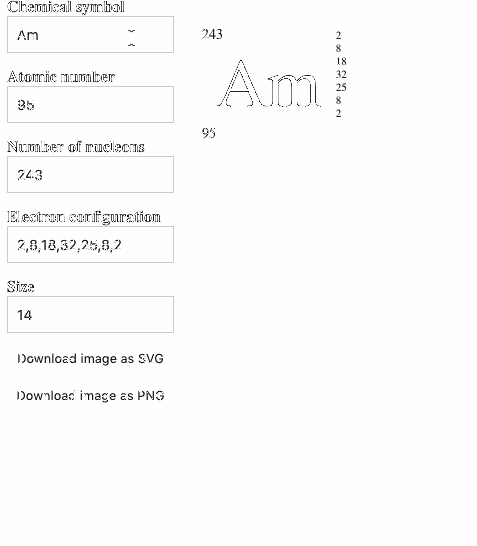 Chemical symbol
Am
Atomic number
95
Number of nucleons
243
Electron configuration
2,8,18,32,25,8,2
Size
14
Download image as SVG
Download image as PNG
243
Am
95
2
8
18
32
25
8
2